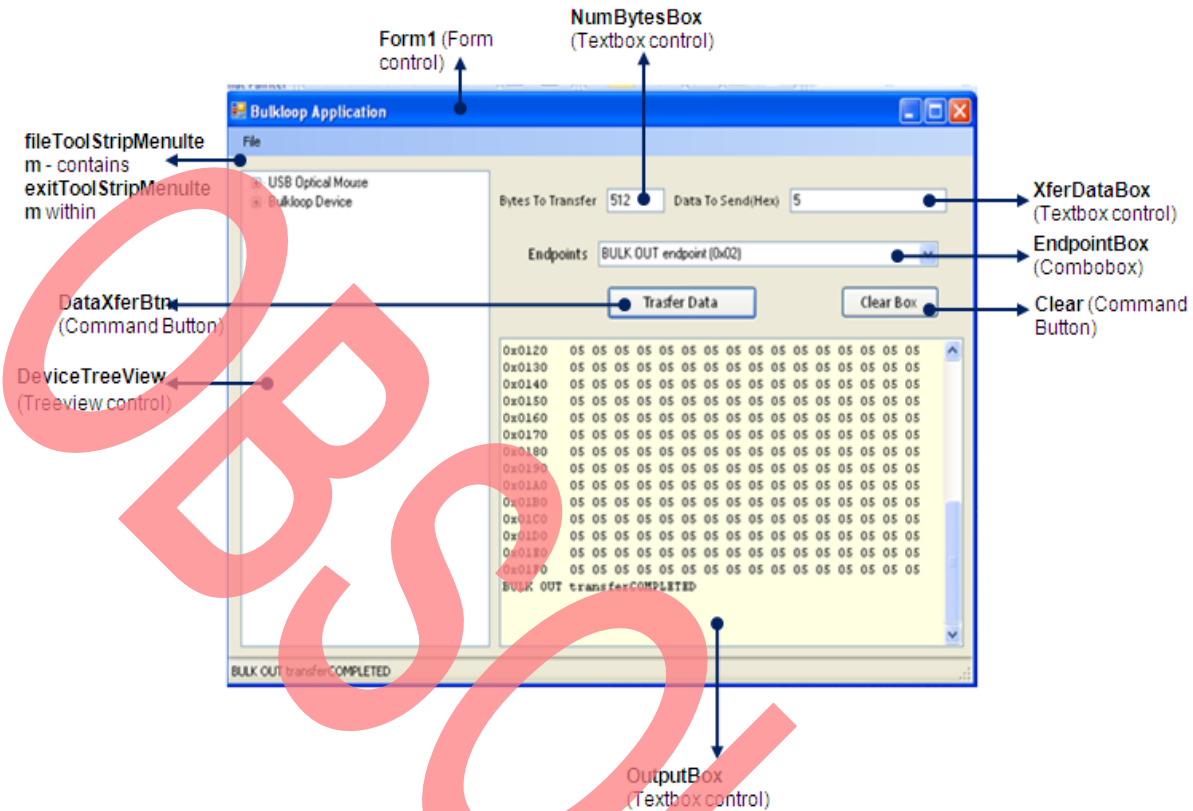 NumBytesBox
(Textbox control)
Form1 (Form
control)
Bulkloop Application
File
fileToolStripMenuIte
m - contains
exitToolStripMenuIte
m within
USB Optical Mouse
Bulkloop Device
Bytes To Transfer 512 Data To Send(Hex) 5
XferDataBox
(Textbox control)
Endpoints BULK OUT endpoint (0x02)
EndpointBox
(Combobox)
Trasfer Data
Clear Box
Clear (Command
Button)
DataXferBtn
(Command Button)
DeviceTreeView
(Treeview control)
0x0120 05 05 05 05 05 05 05 05 05 05 05 05 05 05 05 05
0x0130 05 05 05 05 05 05 05 05 05 05 05 05 05 05 05 05
0x0140 05 05 05 05 05 05 05 05 05 05 05 05 05 05 05 05
0x0150 05 05 05 05 05 05 05 05 05 05 05 05 05 05 05 05
0x0160 05 05 05 05 05 05 05 05 05 05 05 05 05 05 05 05
0x0170 05 05 05 05 05 05 05 05 05 05 05 05 05 05 05 05
0x0180 05 05 05 05 05 05 05 05 05 05 05 05 05 05 05 05
0x0190 05 05 05 05 05 05 05 05 05 05 05 05 05 05 05 05
0x01A0 05 05 05 05 05 05 05 05 05 05 05 05 05 05 05 05
0x01B0 05 05 05 05 05 05 05 05 05 05 05 05 05 05 05 05
0x01C0 05 05 05 05 05 05 05 05 05 05 05 05 05 05 05 05
0x01D0 05 05 05 05 05 05 05 05 05 05 05 05 05 05 05 05
0x01E0 05 05 05 05 05 05 05 05 05 05 05 05 05 05 05 05
0x01F0 05 05 05 05 05 05 05 05 05 05 05 05 05 05 05 05
BULK OUT transferCOMPLETED
BULK OUT transferCOMPLETED
OutputBox
(Textbox control)
OBSO